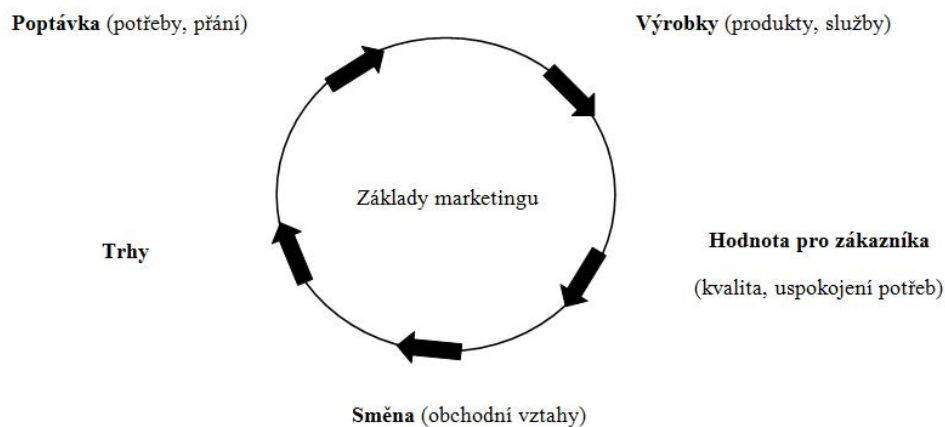 Poptávka (potřeby, přání)
Výrobky (produkty, služby)
Základy marketingu
Trhy
Hodnota pro zákazníka
(kvalita, uspokojení potřeb)
Směna (obchodní vztahy)